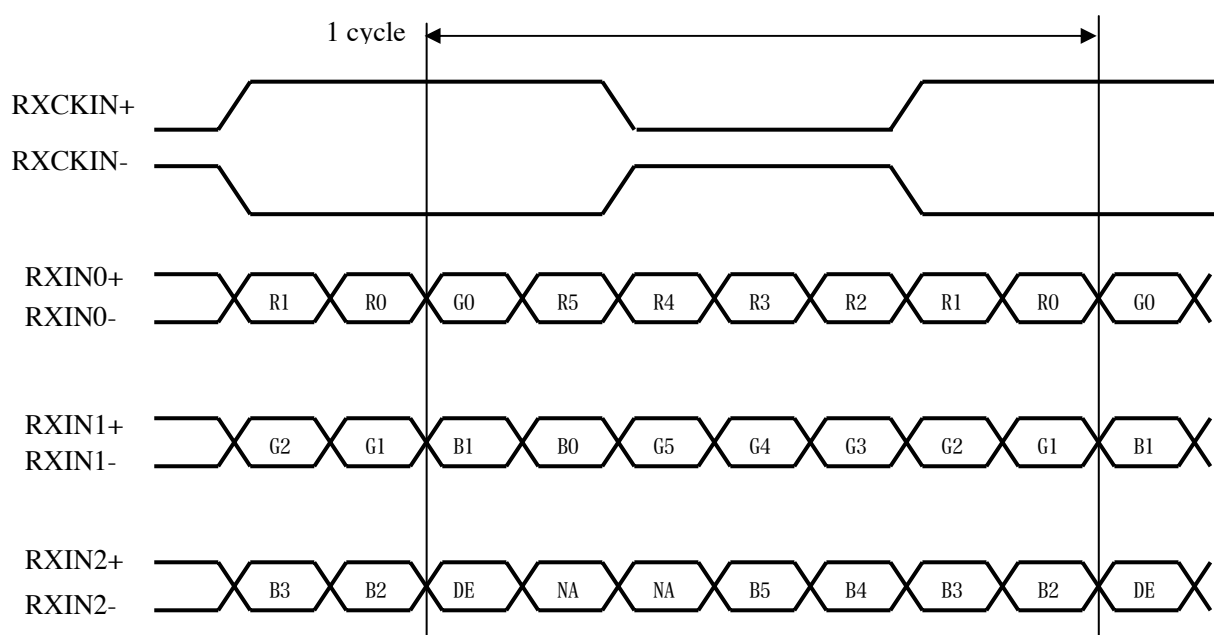 1 cycle
RXCKIN+
RXCKIN-
RXIN0+
R1 R0 G0 R5 R4 R3 R2 R1 R0 G0
RXIN0-
RXIN1+
G2 G1 B1 B0 G5 G4 G3 G2 G1 B1
RXIN1-
RXIN2+
B3 B2 DE NA NA B5 B4 B3 B2 DE
RXIN2-